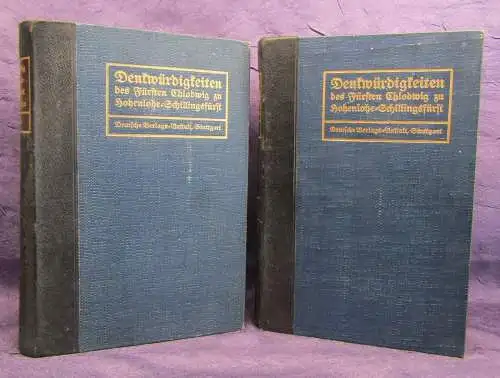 Denkwürdigkeiten
des Fürsten Chlodwig zu
Hohenlohe-Schillingsfürst
Deutsche Verlags-Anstalt, Stuttgart
Denkwürdigkeiten
des Fürsten Chlodwig zu
Hohenlohe-Schillingsfürst
Deutsche Verlags-Anstalt, Stuttgart